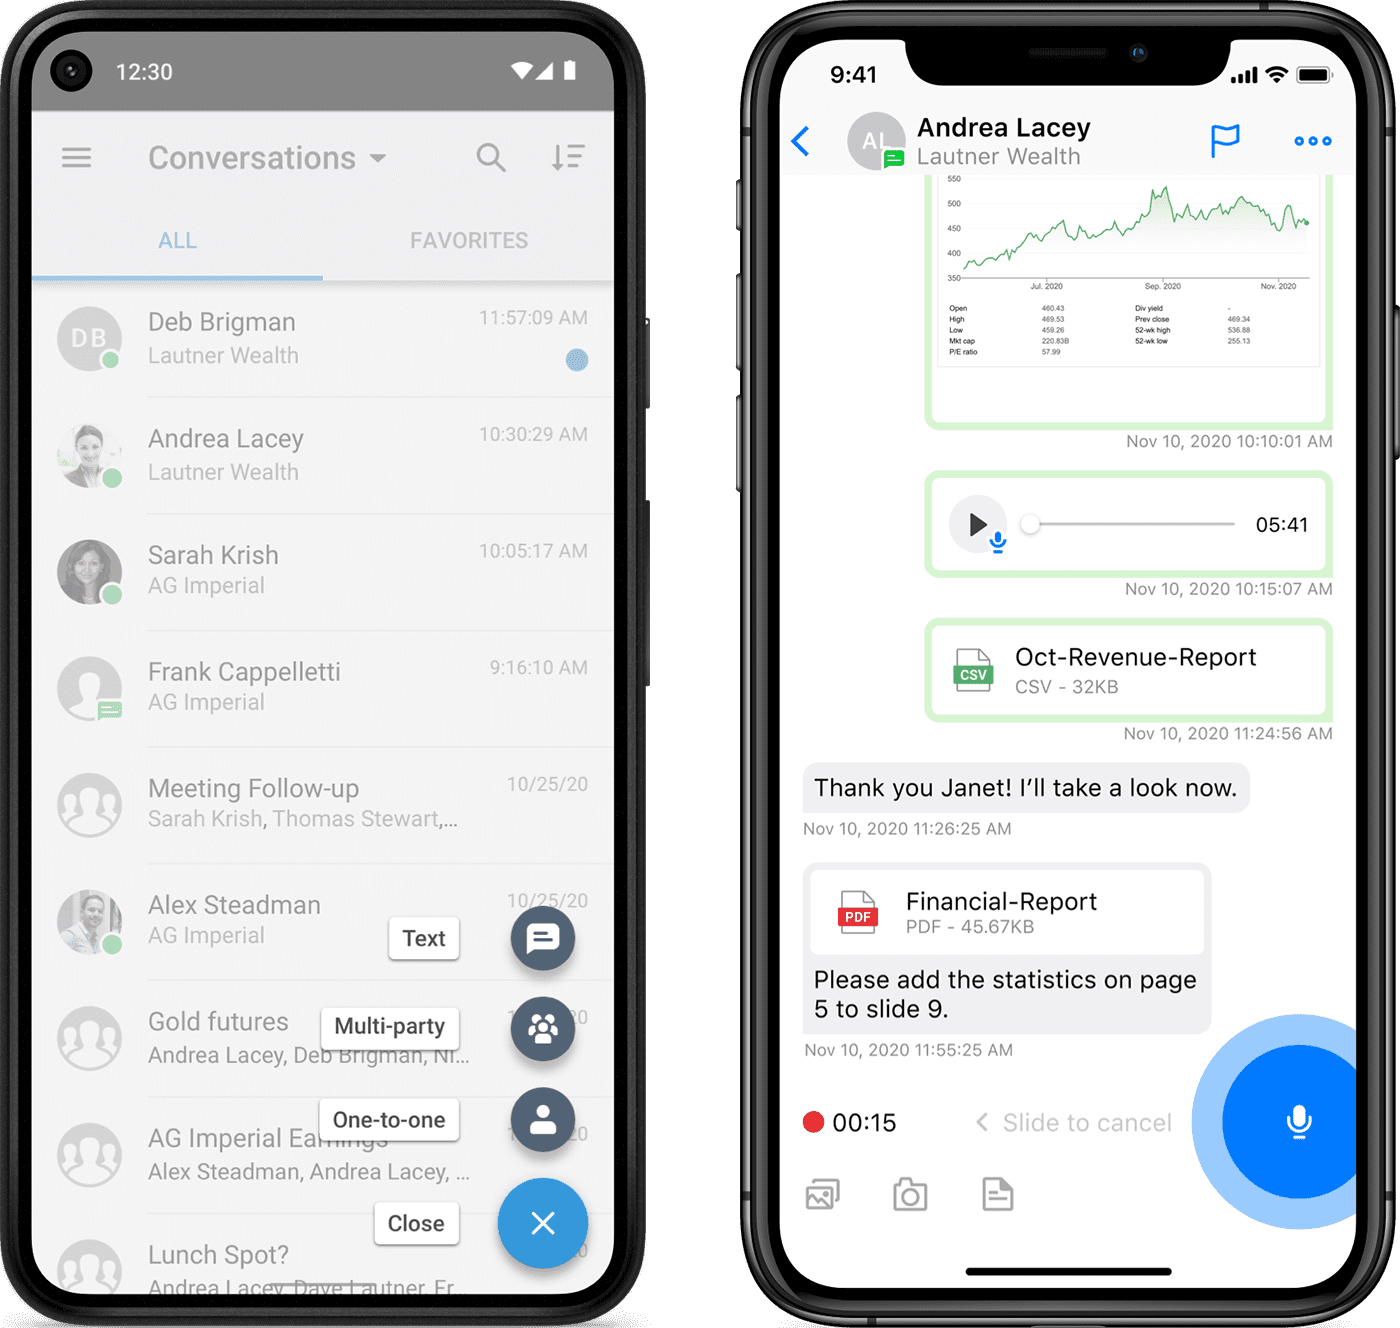 12:30
Conversations
ALL
FAVORITES
DB
Deb Brigman
11:57:09 AM
Lautner Wealth
Andrea Lacey
10:30:29 AM
Lautner Wealth
Sarah Krish
10:05:17 AM
AG Imperial
Frank Cappelletti
9:16:10 AM
AG Imperial
Meeting Follow-up
10/25/20
Sarah Krish, Thomas Stewart,...
Alex Steadman
10/25/20
AG Imperial
Text
Gold futures
Multi-party
Andrea Lacey, Deb Brigman, Ni...
One-to-one
AG Imperial Earnings
Alex Steadman, Andrea Lacey, ...
Close
Lunch Spot?
Andrea Lacey, Dave Lautner, Er...
9:41
AL
Andrea Lacey
Lautner Wealth
550
500
450
400
350
Jul. 2020
Sep. 2020
Nov. 2020
Open 460.43 Div yield -
High 469.53 Prev close 469.34
Low 459.26 52-wk high 536.88
Mkt cap 220.83B 52-wk low 255.13
P/E ratio 57.99
Nov 10, 2020 10:10:01 AM
05:41
Nov 10, 2020 10:15:07 AM
CSV
Oct-Revenue-Report
CSV - 32KB
Nov 10, 2020 11:24:56 AM
Thank you Janet! I’ll take a look now.
Nov 10, 2020 11:26:25 AM
PDF
Financial-Report
PDF - 45.67KB
Please add the statistics on page
5 to slide 9.
Nov 10, 2020 11:55:25 AM
00:15
Slide to cancel